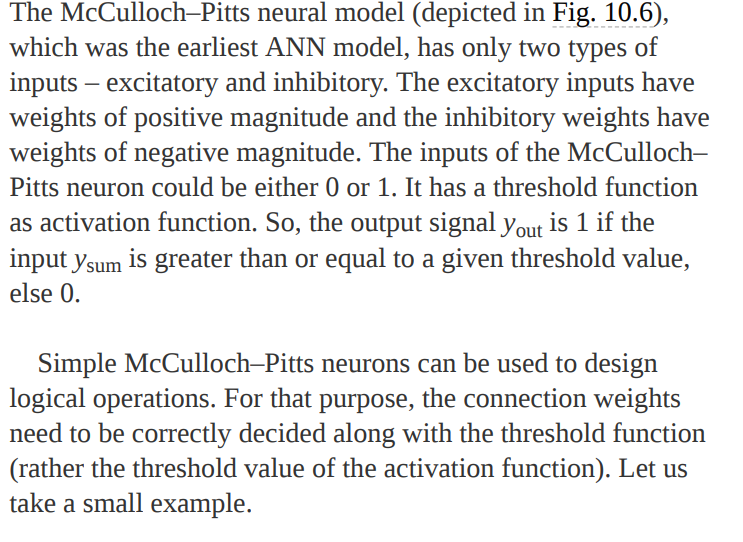 The McCulloch–Pitts neural model (depicted in Fig. 10.6),
which was the earliest ANN model, has only two types of
inputs – excitatory and inhibitory. The excitatory inputs have
weights of positive magnitude and the inhibitory weights have
weights of negative magnitude. The inputs of the McCulloch–
Pitts neuron could be either 0 or 1. It has a threshold function
as activation function. So, the output signal yout is 1 if the
input ysum is greater than or equal to a given threshold value,
else 0.
Simple McCulloch–Pitts neurons can be used to design
logical operations. For that purpose, the connection weights
need to be correctly decided along with the threshold function
(rather the threshold value of the activation function). Let us
take a small example.